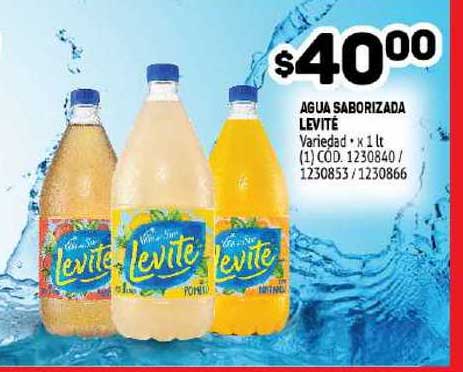 $40⁰⁰
AGUA SABORIZADA
LEVITÉ
Variedad • x 1 lt
(1) CÓD. 1230840 /
1230853 / 1230866
Levité
Levité
Levité
POMELO